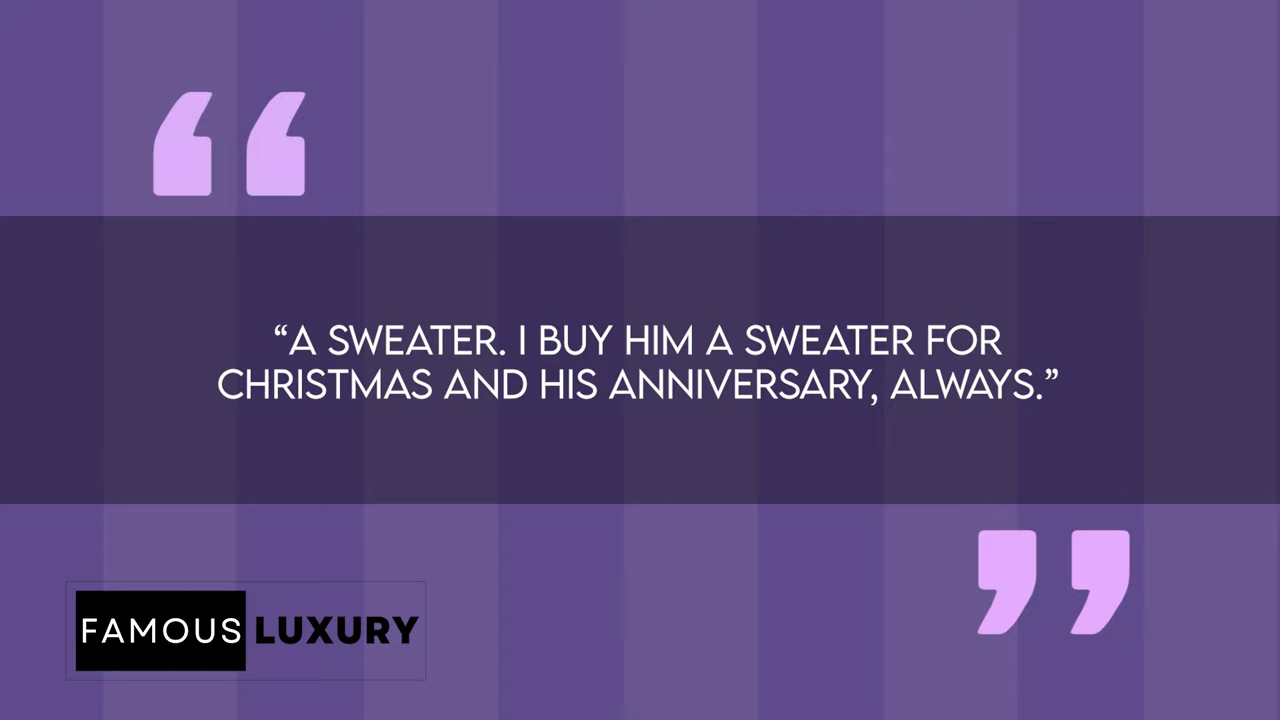 “A SWEATER. I BUY HIM A SWEATER FOR
CHRISTMAS AND HIS ANNIVERSARY, ALWAYS.”
FAMOUS LUXURY